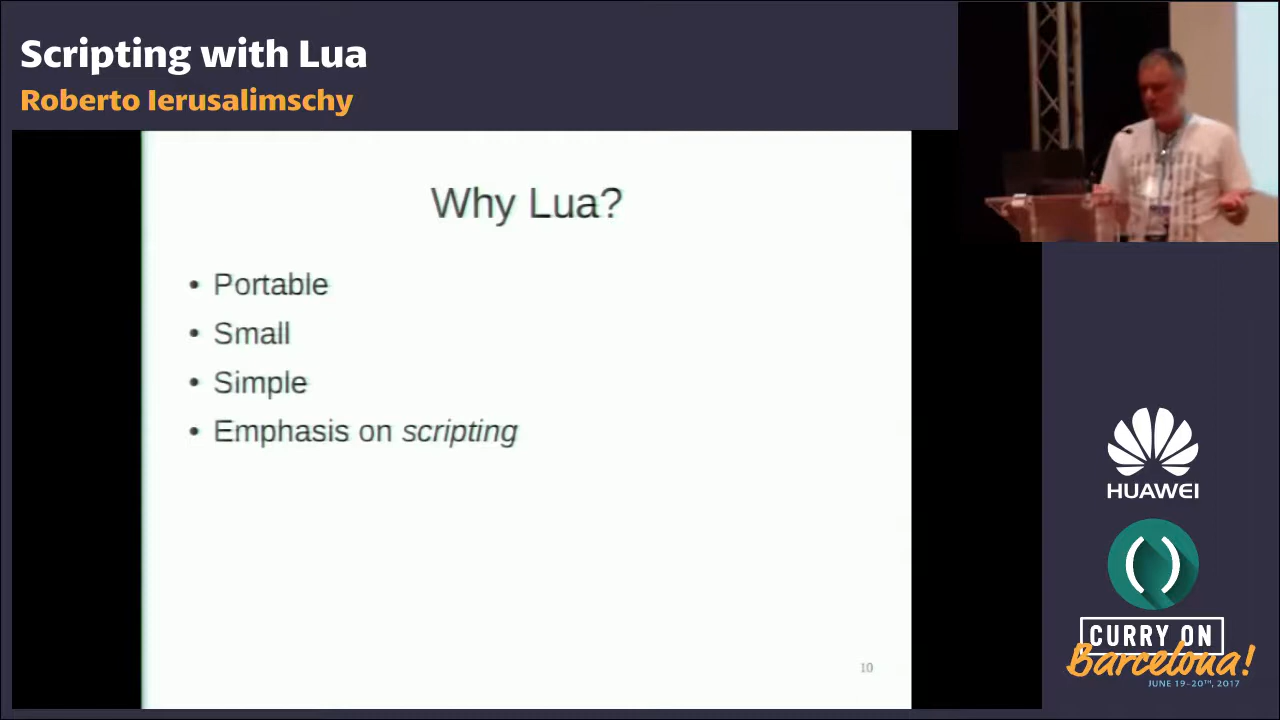 Scripting with Lua
Roberto Ierusalimschy
Why Lua?
• Portable
• Small
• Simple
• Emphasis on scripting
10
HUAWEI
CURRY ON
Barcelona!
JUNE 19-20TH, 2017